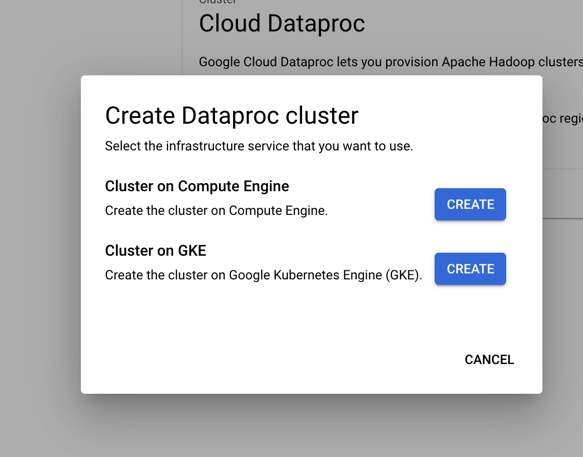 Cluster
Cloud Dataproc
Google Cloud Dataproc lets you provision Apache Hadoop clusters
Create Dataproc cluster
oc regi
Select the infrastructure service that you want to use.
Cluster on Compute Engine
Create the cluster on Compute Engine.
CREATE
Cluster on GKE
Create the cluster on Google Kubernetes Engine (GKE).
CREATE
CANCEL